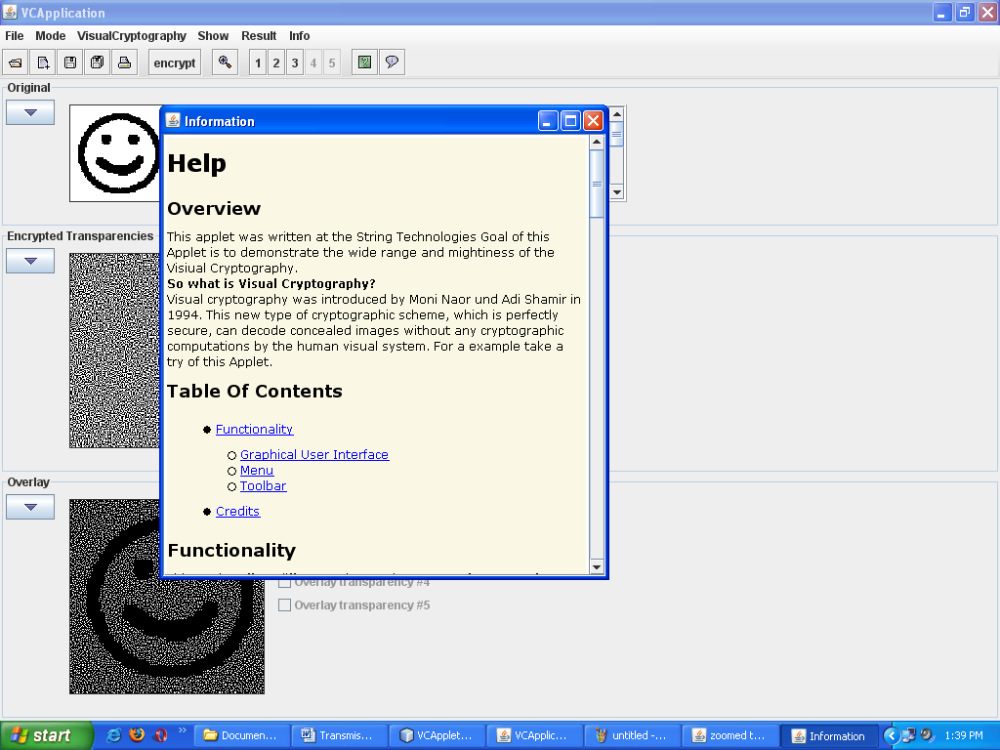 VCApplication
File Mode VisualCryptography Show Result Info
encrypt 1 2 3 4 5
Original
Information
Help
Overview
This applet was written at the String Technologies Goal of this
Applet is to demonstrate the wide range and mightiness of the
Visiual Cryptography.
So what is Visual Cryptography?
Visual cryptography was introduced by Moni Naor und Adi Shamir in
1994. This new type of cryptographic scheme, which is perfectly
secure, can decode concealed images without any cryptographic
computations by the human visual system. For a example take a
try of this Applet.
Table Of Contents
Functionality
Graphical User Interface
Menu
Toolbar
Credits
Functionality
Encrypted Transparencies
Overlay
Overlay transparency #4
Overlay transparency #5
start
Documen...
Transmis...
VCApplet...
VCApplic...
untitled -...
zoomed t...
Information
1:39 PM